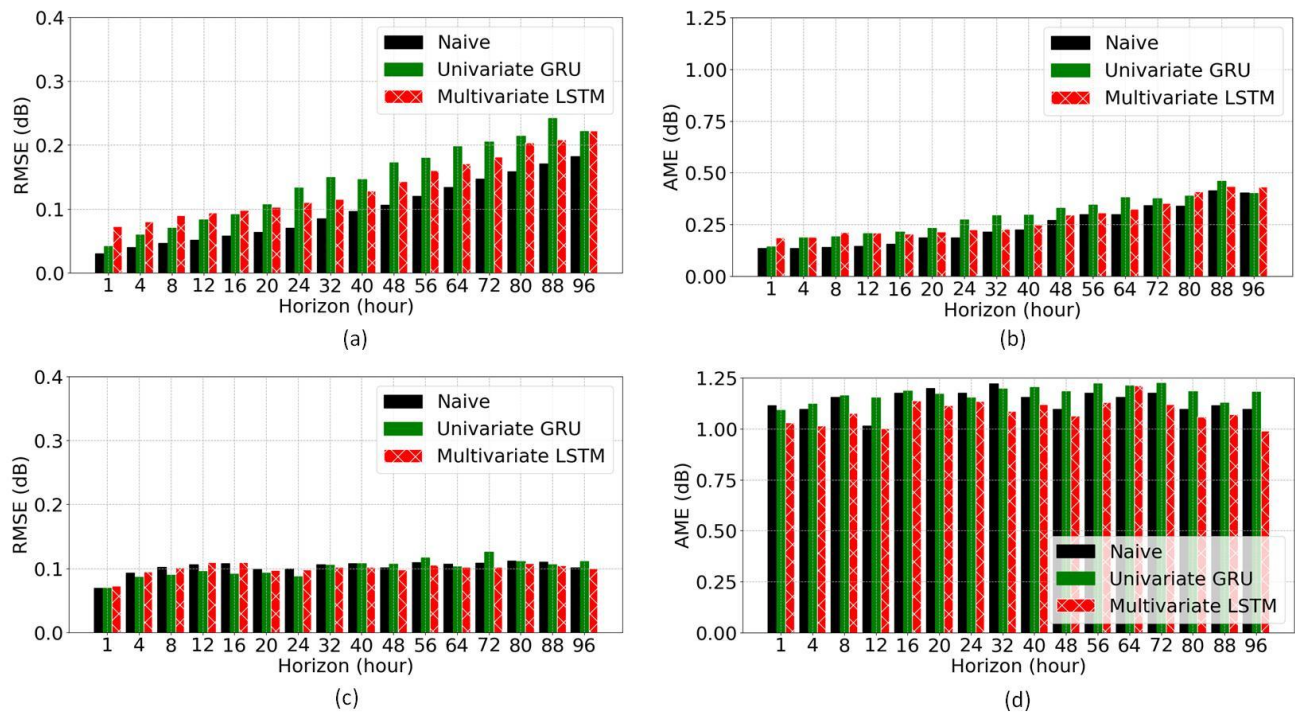 0.4
0.3
0.2
0.1
0.0
RMSE (dB)
Naive
Univariate GRU
Multivariate LSTM
1 4 8 12 16 20 24 32 40 48 56 64 72 80 88 96
Horizon (hour)
(a)
1.25
1.00
0.75
0.50
0.25
0.00
AME (dB)
Naive
Univariate GRU
Multivariate LSTM
1 4 8 12 16 20 24 32 40 48 56 64 72 80 88 96
Horizon (hour)
(b)
0.4
0.3
0.2
0.1
0.0
RMSE (dB)
Naive
Univariate GRU
Multivariate LSTM
1 4 8 12 16 20 24 32 40 48 56 64 72 80 88 96
Horizon (hour)
(c)
1.25
1.00
0.75
0.50
0.25
0.00
AME (dB)
Naive
Univariate GRU
Multivariate LSTM
1 4 8 12 16 20 24 32 40 48 56 64 72 80 88 96
Horizon (hour)
(d)